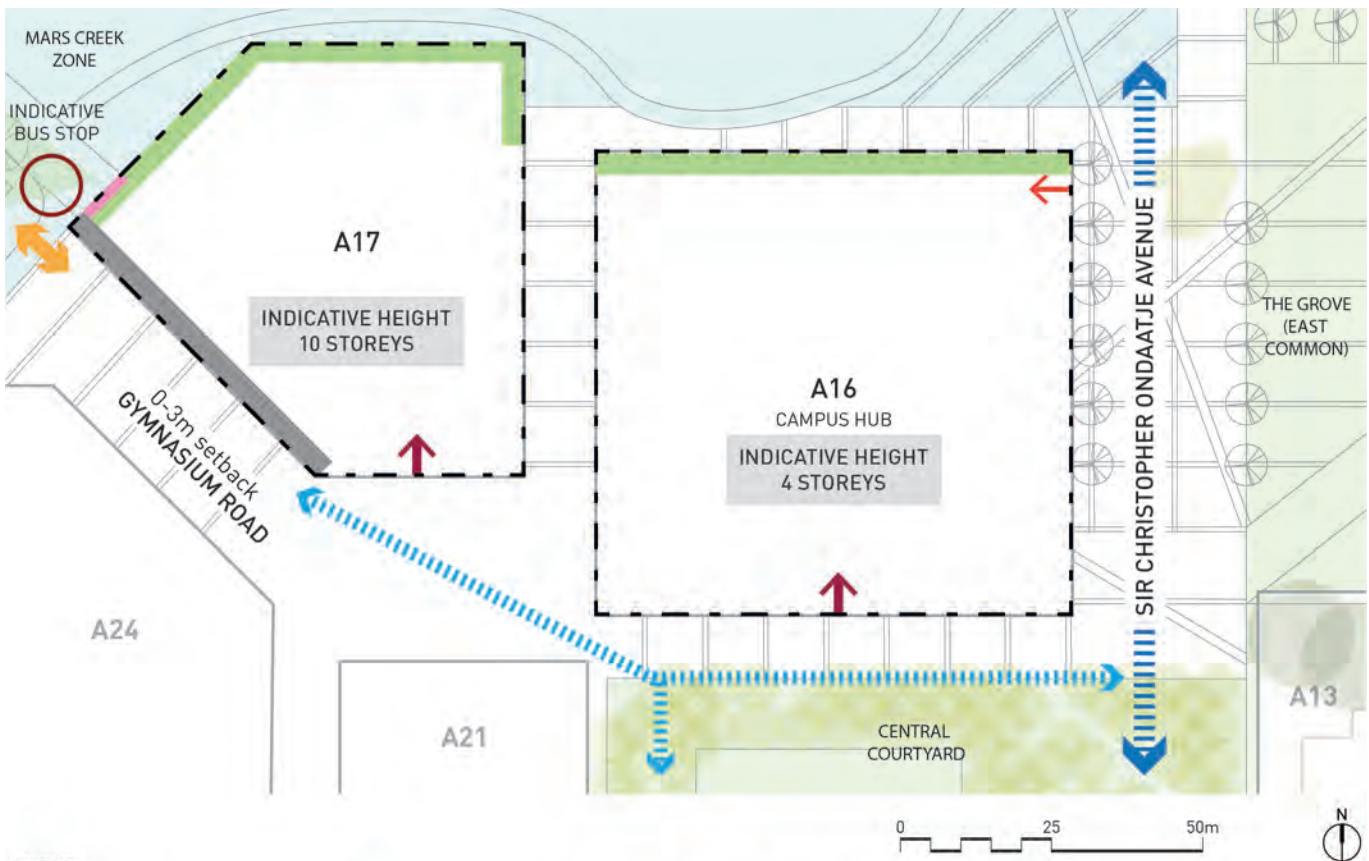 MARS CREEK
ZONE
INDICATIVE
BUS STOP
A17
INDICATIVE HEIGHT
10 STOREYS
0-3m setback
GYMNASIUM ROAD
A16
CAMPUS HUB
INDICATIVE HEIGHT
4 STOREYS
SIR CHRISTOPHER ONDAATJE AVENUE
THE GROVE
(EAST
COMMON)
A24
A21
CENTRAL
COURTYARD
A13
0 25 50m
N